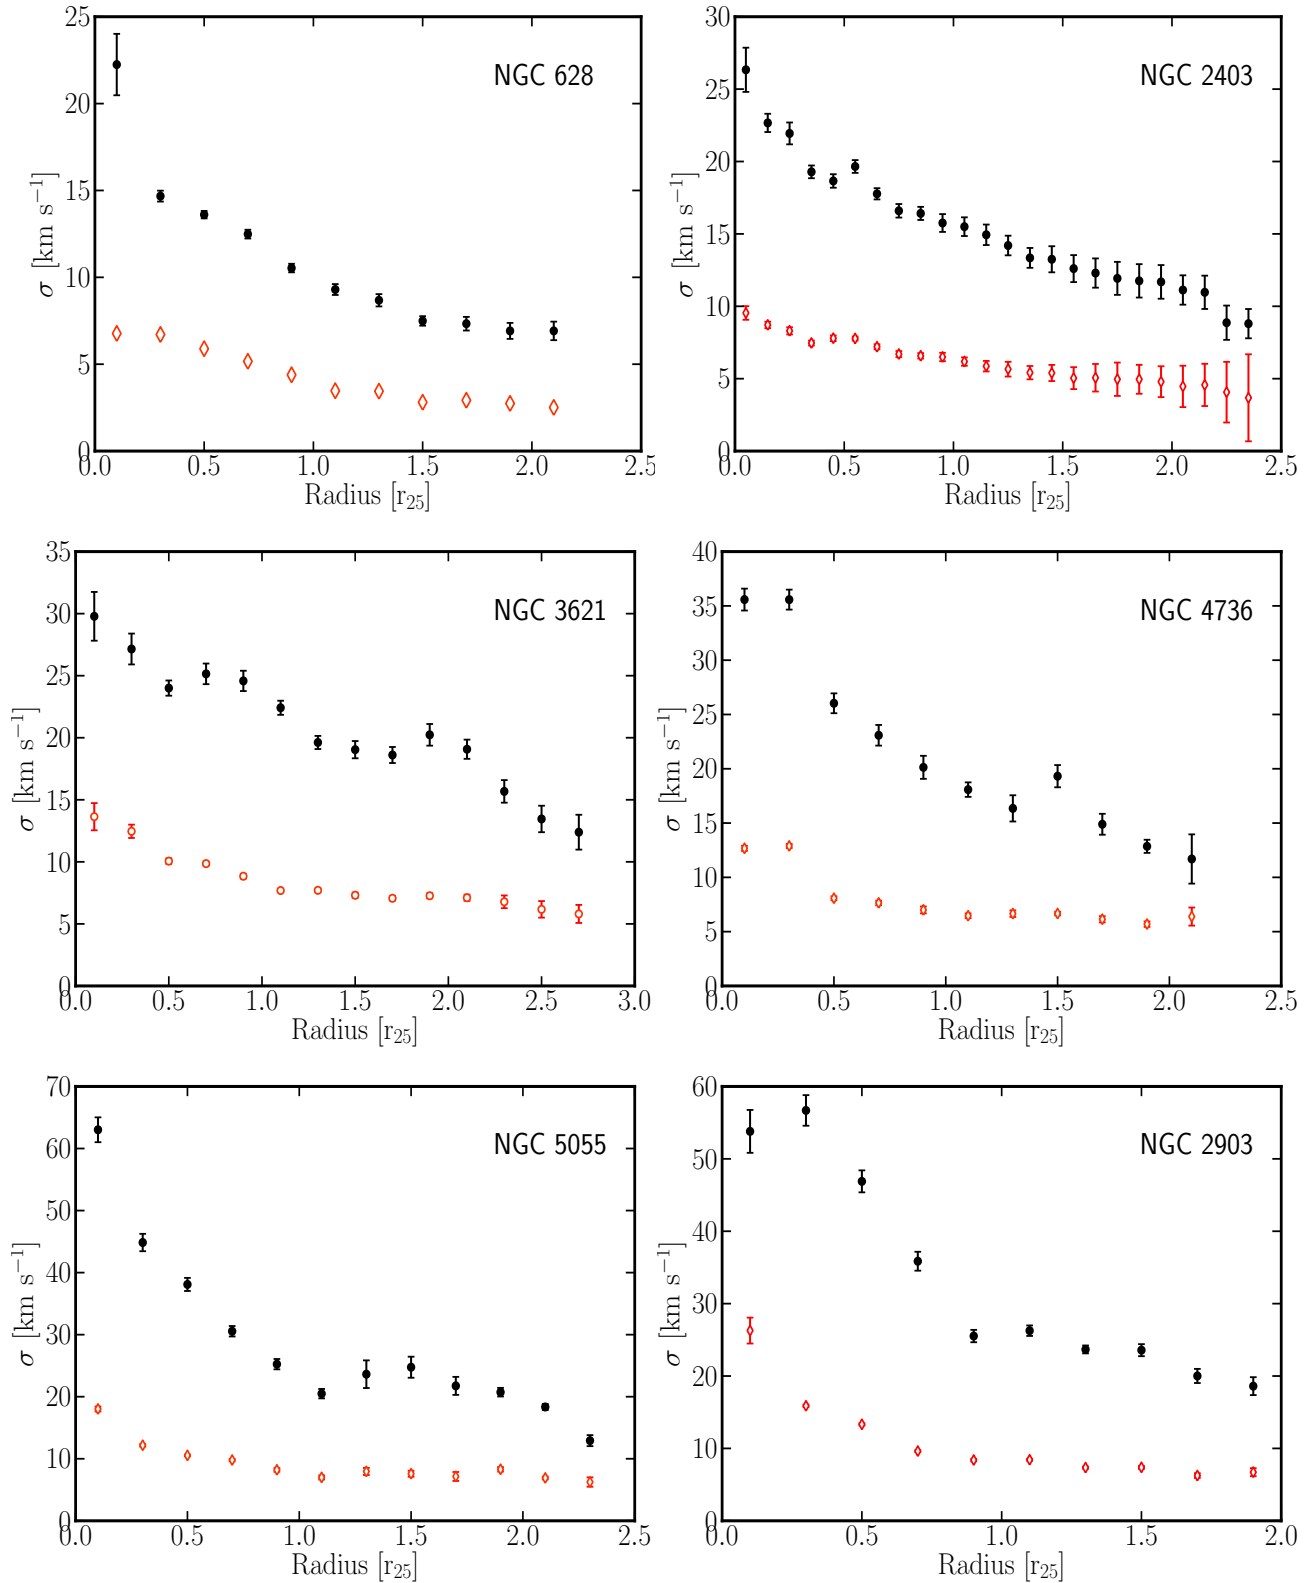 NGC 628
σ [km s⁻¹]
25
20
15
10
5
0
0.0 0.5 1.0 1.5 2.0 2.5
Radius [r₂₅]
NGC 2403
σ [km s⁻¹]
30
25
20
15
10
5
0
0.0 0.5 1.0 1.5 2.0 2.5
Radius [r₂₅]
NGC 3621
σ [km s⁻¹]
35
30
25
20
15
10
5
0
0.0 0.5 1.0 1.5 2.0 2.5 3.0
Radius [r₂₅]
NGC 4736
σ [km s⁻¹]
40
35
30
25
20
15
10
5
0
0.0 0.5 1.0 1.5 2.0 2.5
Radius [r₂₅]
NGC 5055
σ [km s⁻¹]
70
60
50
40
30
20
10
0
0.0 0.5 1.0 1.5 2.0 2.5
Radius [r₂₅]
NGC 2903
σ [km s⁻¹]
60
50
40
30
20
10
0
0.0 0.5 1.0 1.5 2.0
Radius [r₂₅]